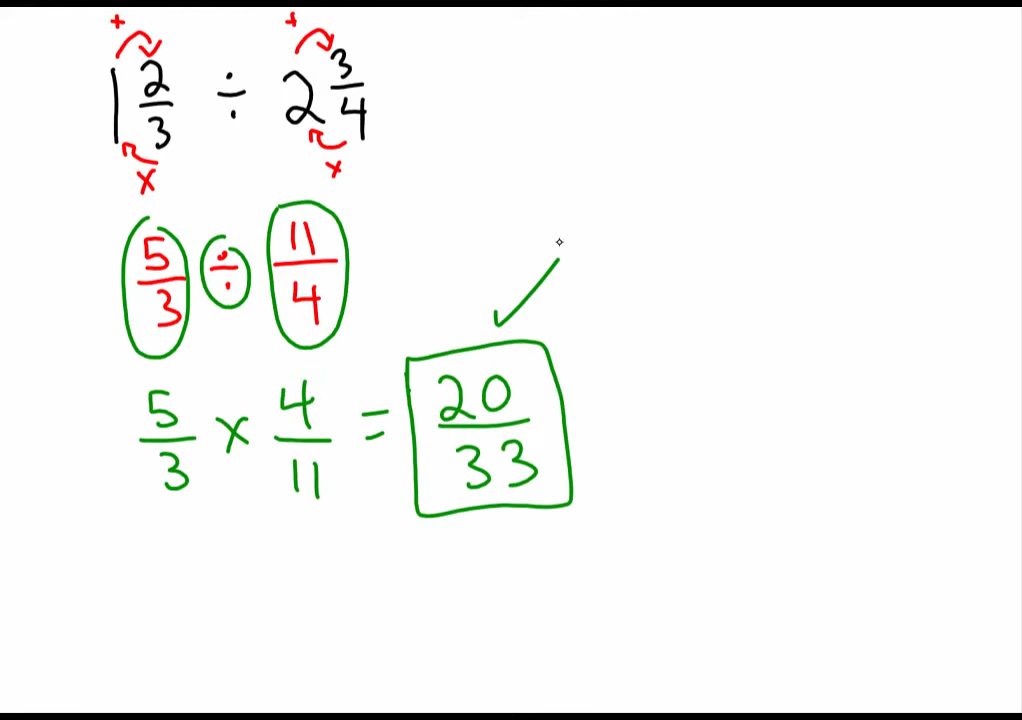 + +
1 2/3 ÷ 2 3/4
x x
5/3 ÷ 11/4
5/3 x 4/11 = 20/33